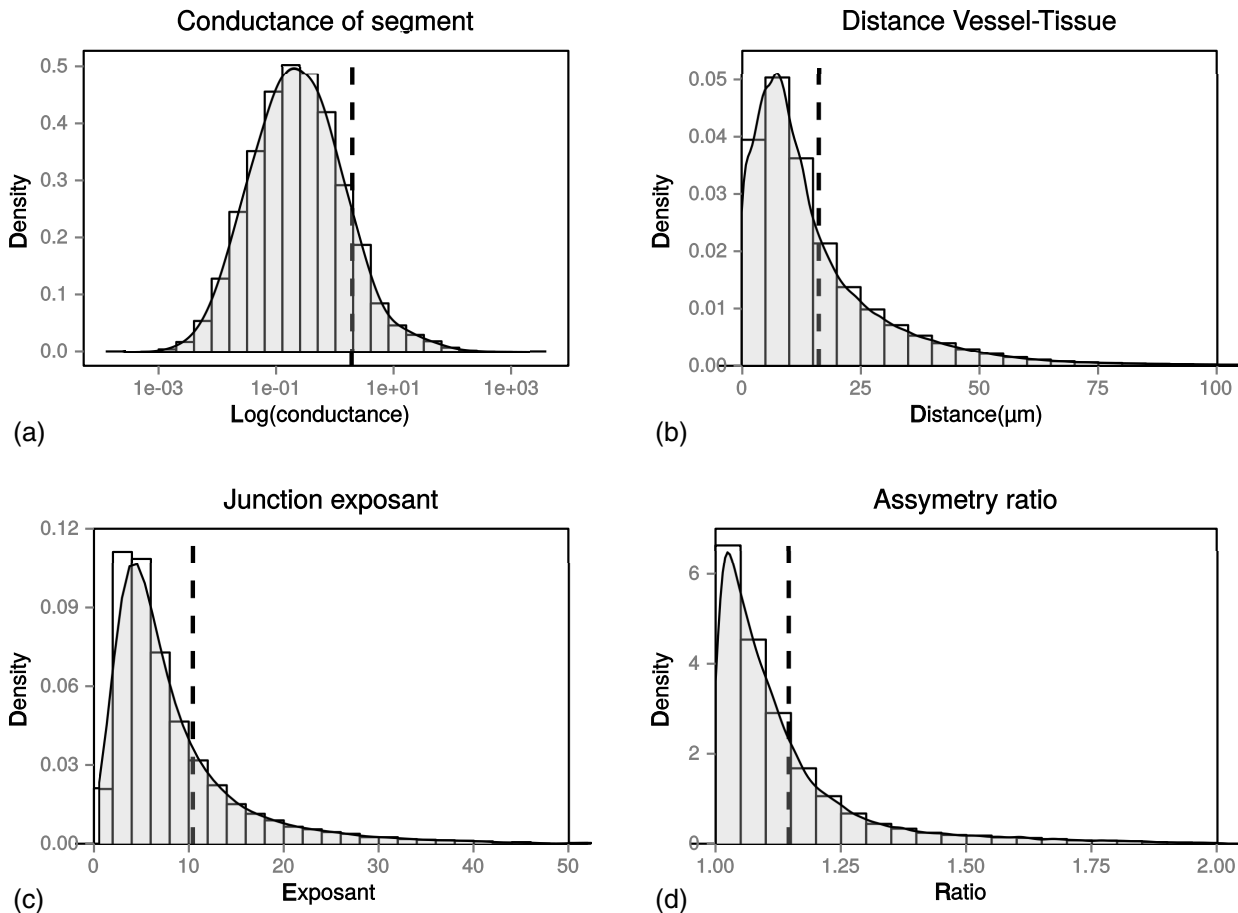 Conductance of segment
Density
0.5
0.4
0.3
0.2
0.1
0.0
1e-03 1e-01 1e+01 1e+03
Log(conductance)
(a)
Distance Vessel-Tissue
Density
0.05
0.04
0.03
0.02
0.01
0.00
0 25 50 75 100
Distance(µm)
(b)
Junction exposant
Density
0.12
0.09
0.06
0.03
0.00
0 10 20 30 40 50
Exposant
(c)
Assymetry ratio
Density
6
4
2
0
1.00 1.25 1.50 1.75 2.00
Ratio
(d)